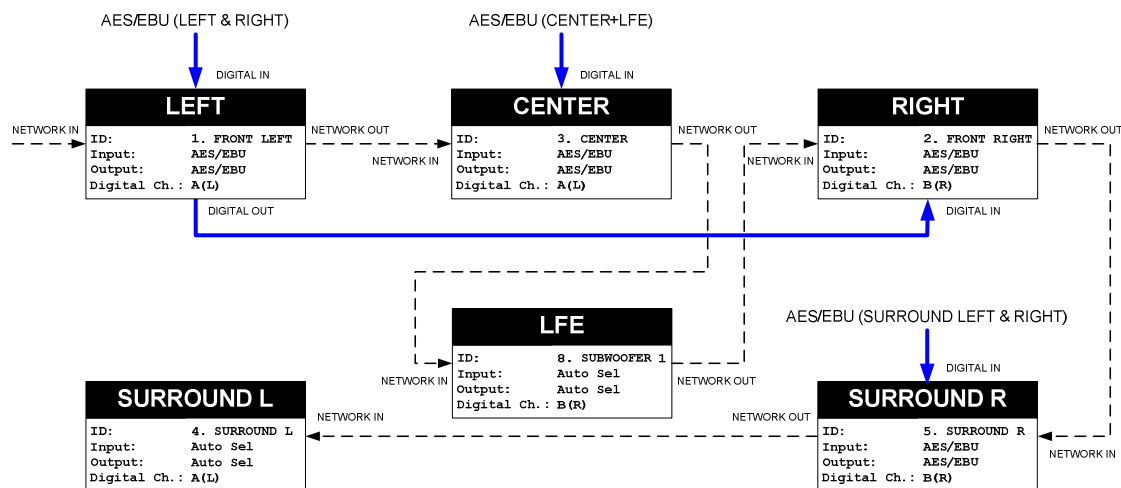 AES/EBU (LEFT & RIGHT)
AES/EBU (CENTER+LFE)
DIGITAL IN
DIGITAL IN
LEFT
CENTER
RIGHT
NETWORK IN
ID: 1. FRONT LEFT
Input: AES/EBU
Output: AES/EBU
Digital Ch.: A(L)
NETWORK OUT
NETWORK IN
ID: 3. CENTER
Input: AES/EBU
Output: AES/EBU
Digital Ch.: A(L)
NETWORK OUT
NETWORK IN
ID: 2. FRONT RIGHT
Input: AES/EBU
Output: AES/EBU
Digital Ch.: B(R)
NETWORK OUT
DIGITAL OUT
DIGITAL IN
LFE
ID: 8. SUBWOOFER 1
Input: Auto Sel
Output: Auto Sel
Digital Ch.: B(R)
NETWORK IN
NETWORK OUT
AES/EBU (SURROUND LEFT & RIGHT)
DIGITAL IN
SURROUND L
ID: 4. SURROUND L
Input: Auto Sel
Output: Auto Sel
Digital Ch.: A(L)
NETWORK IN
NETWORK OUT
SURROUND R
ID: 5. SURROUND R
Input: AES/EBU
Output: AES/EBU
Digital Ch.: B(R)
NETWORK IN